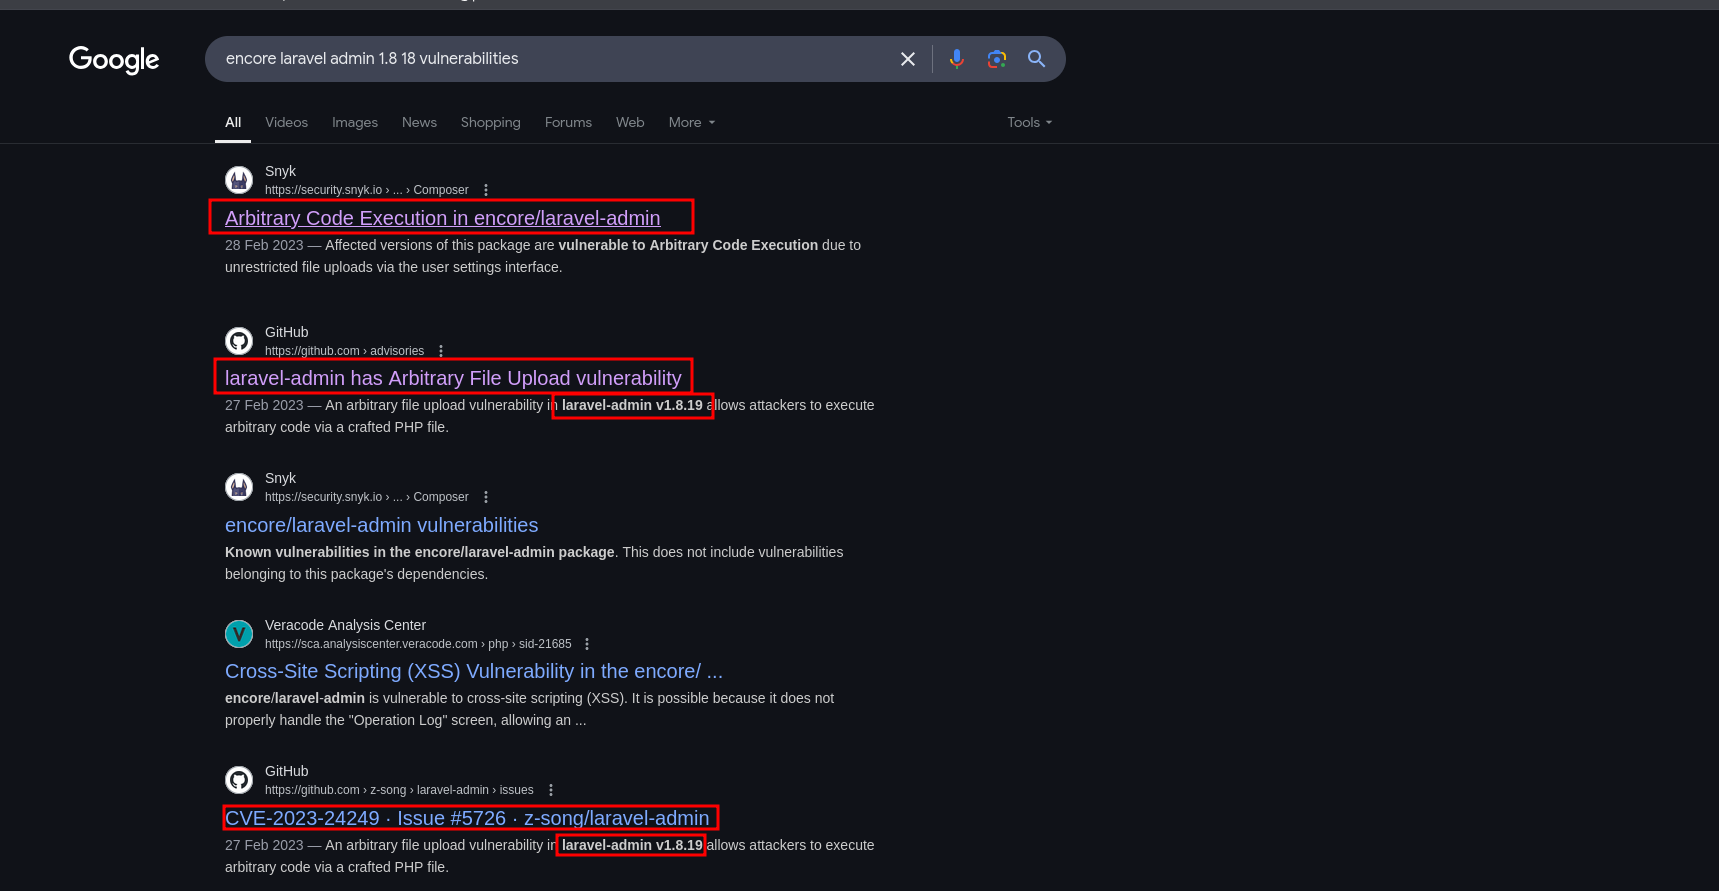 Google
encore laravel admin 1.8 18 vulnerabilities
All Videos Images News Shopping Forums Web More Tools
Snyk
https://security.snyk.io › ... › Composer
Arbitrary Code Execution in encore/laravel-admin
28 Feb 2023 — Affected versions of this package are vulnerable to Arbitrary Code Execution due to
unrestricted file uploads via the user settings interface.
GitHub
https://github.com › advisories
laravel-admin has Arbitrary File Upload vulnerability
27 Feb 2023 — An arbitrary file upload vulnerability in laravel-admin v1.8.19 allows attackers to execute
arbitrary code via a crafted PHP file.
Snyk
https://security.snyk.io › ... › Composer
encore/laravel-admin vulnerabilities
Known vulnerabilities in the encore/laravel-admin package. This does not include vulnerabilities
belonging to this package's dependencies.
V
Veracode Analysis Center
https://sca.analysiscenter.veracode.com › php › sid-21685
Cross-Site Scripting (XSS) Vulnerability in the encore/ ...
encore/laravel-admin is vulnerable to cross-site scripting (XSS). It is possible because it does not
properly handle the "Operation Log" screen, allowing an ...
GitHub
https://github.com › z-song › laravel-admin › issues
CVE-2023-24249 · Issue #5726 · z-song/laravel-admin
27 Feb 2023 — An arbitrary file upload vulnerability in laravel-admin v1.8.19 allows attackers to execute
arbitrary code via a crafted PHP file.